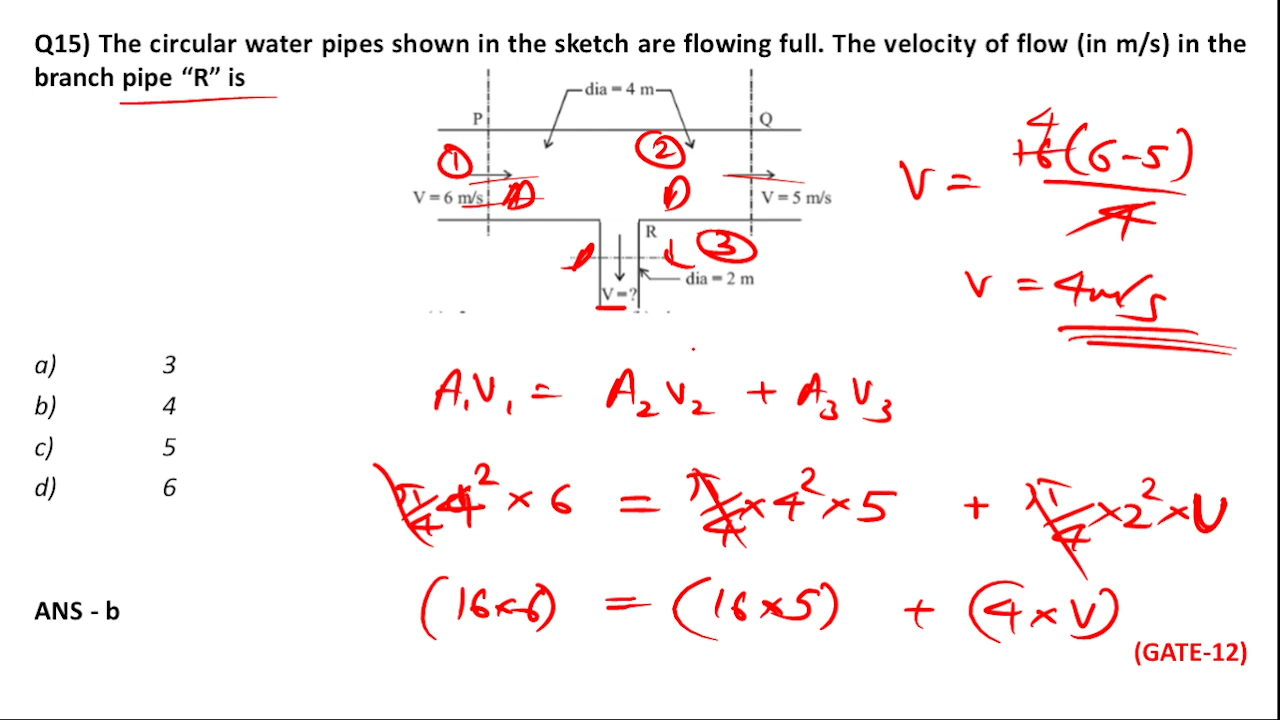 Q15) The circular water pipes shown in the sketch are flowing full. The velocity of flow (in m/s) in the
branch pipe “R” is
dia = 4 m
P
Q
1
2
V = 6 m/s
V = 5 m/s
R
3
dia = 2 m
V = ?
V = 4 16(6-5) / 4
V = 4m/s
a) 3
b) 4
c) 5
d) 6
A₁V₁ = A₂V₂ + A₃V₃
π/4 4² × 6 = π/4 × 4² × 5 + π/4 × 2² × V
(16×6) = (16×5) + (4×V)
ANS - b
(GATE-12)